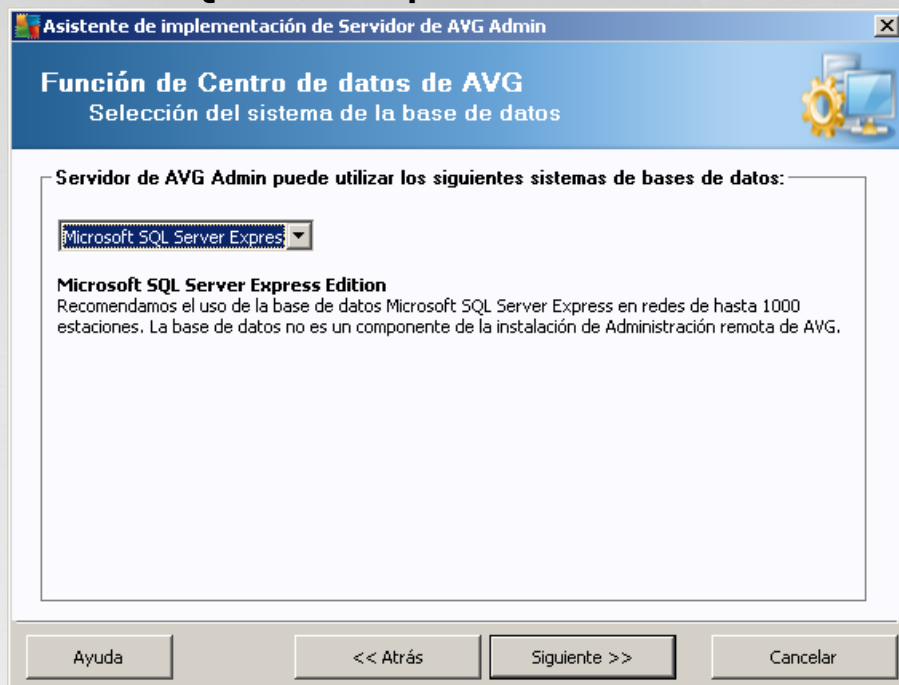 Asistente de implementación de Servidor de AVG Admin
Función de Centro de datos de AVG
Selección del sistema de la base de datos
Servidor de AVG Admin puede utilizar los siguientes sistemas de bases de datos:
Microsoft SQL Server Expres
Microsoft SQL Server Express Edition
Recomendamos el uso de la base de datos Microsoft SQL Server Express en redes de hasta 1000
estaciones. La base de datos no es un componente de la instalación de Administración remota de AVG.
Ayuda
<< Atrás
Siguiente >>
Cancelar